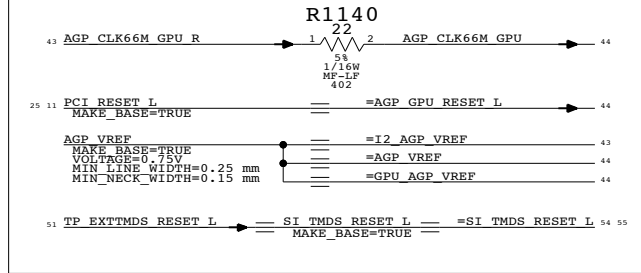 R1140
22
43 AGP_CLK66M_GPU_R 1 2 AGP_CLK66M_GPU 44
5%
1/16W
MF-LF
402
25 11 PCI_RESET_L =AGP_GPU_RESET_L 44
MAKE_BASE=TRUE
AGP_VREF =I2_AGP_VREF 43
MAKE_BASE=TRUE
VOLTAGE=0.75V =AGP_VREF 44
MIN_LINE_WIDTH=0.25 mm
MIN_NECK_WIDTH=0.15 mm =GPU_AGP_VREF 44
51 TP_EXTTMDS_RESET_L SI_TMDS_RESET_L =SI_TMDS_RESET_L 54 55
MAKE_BASE=TRUE